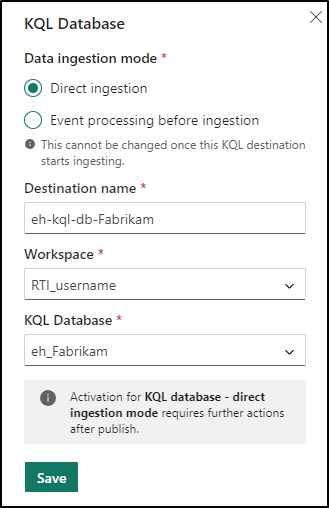 KQL Database
Data ingestion mode *
Direct ingestion
Event processing before ingestion
This cannot be changed once this KQL destination
starts ingesting.
Destination name *
eh-kql-db-Fabrikam
Workspace *
RTI_username
KQL Database *
eh_Fabrikam
Activation for KQL database - direct
ingestion mode requires further actions
after publish.
Save